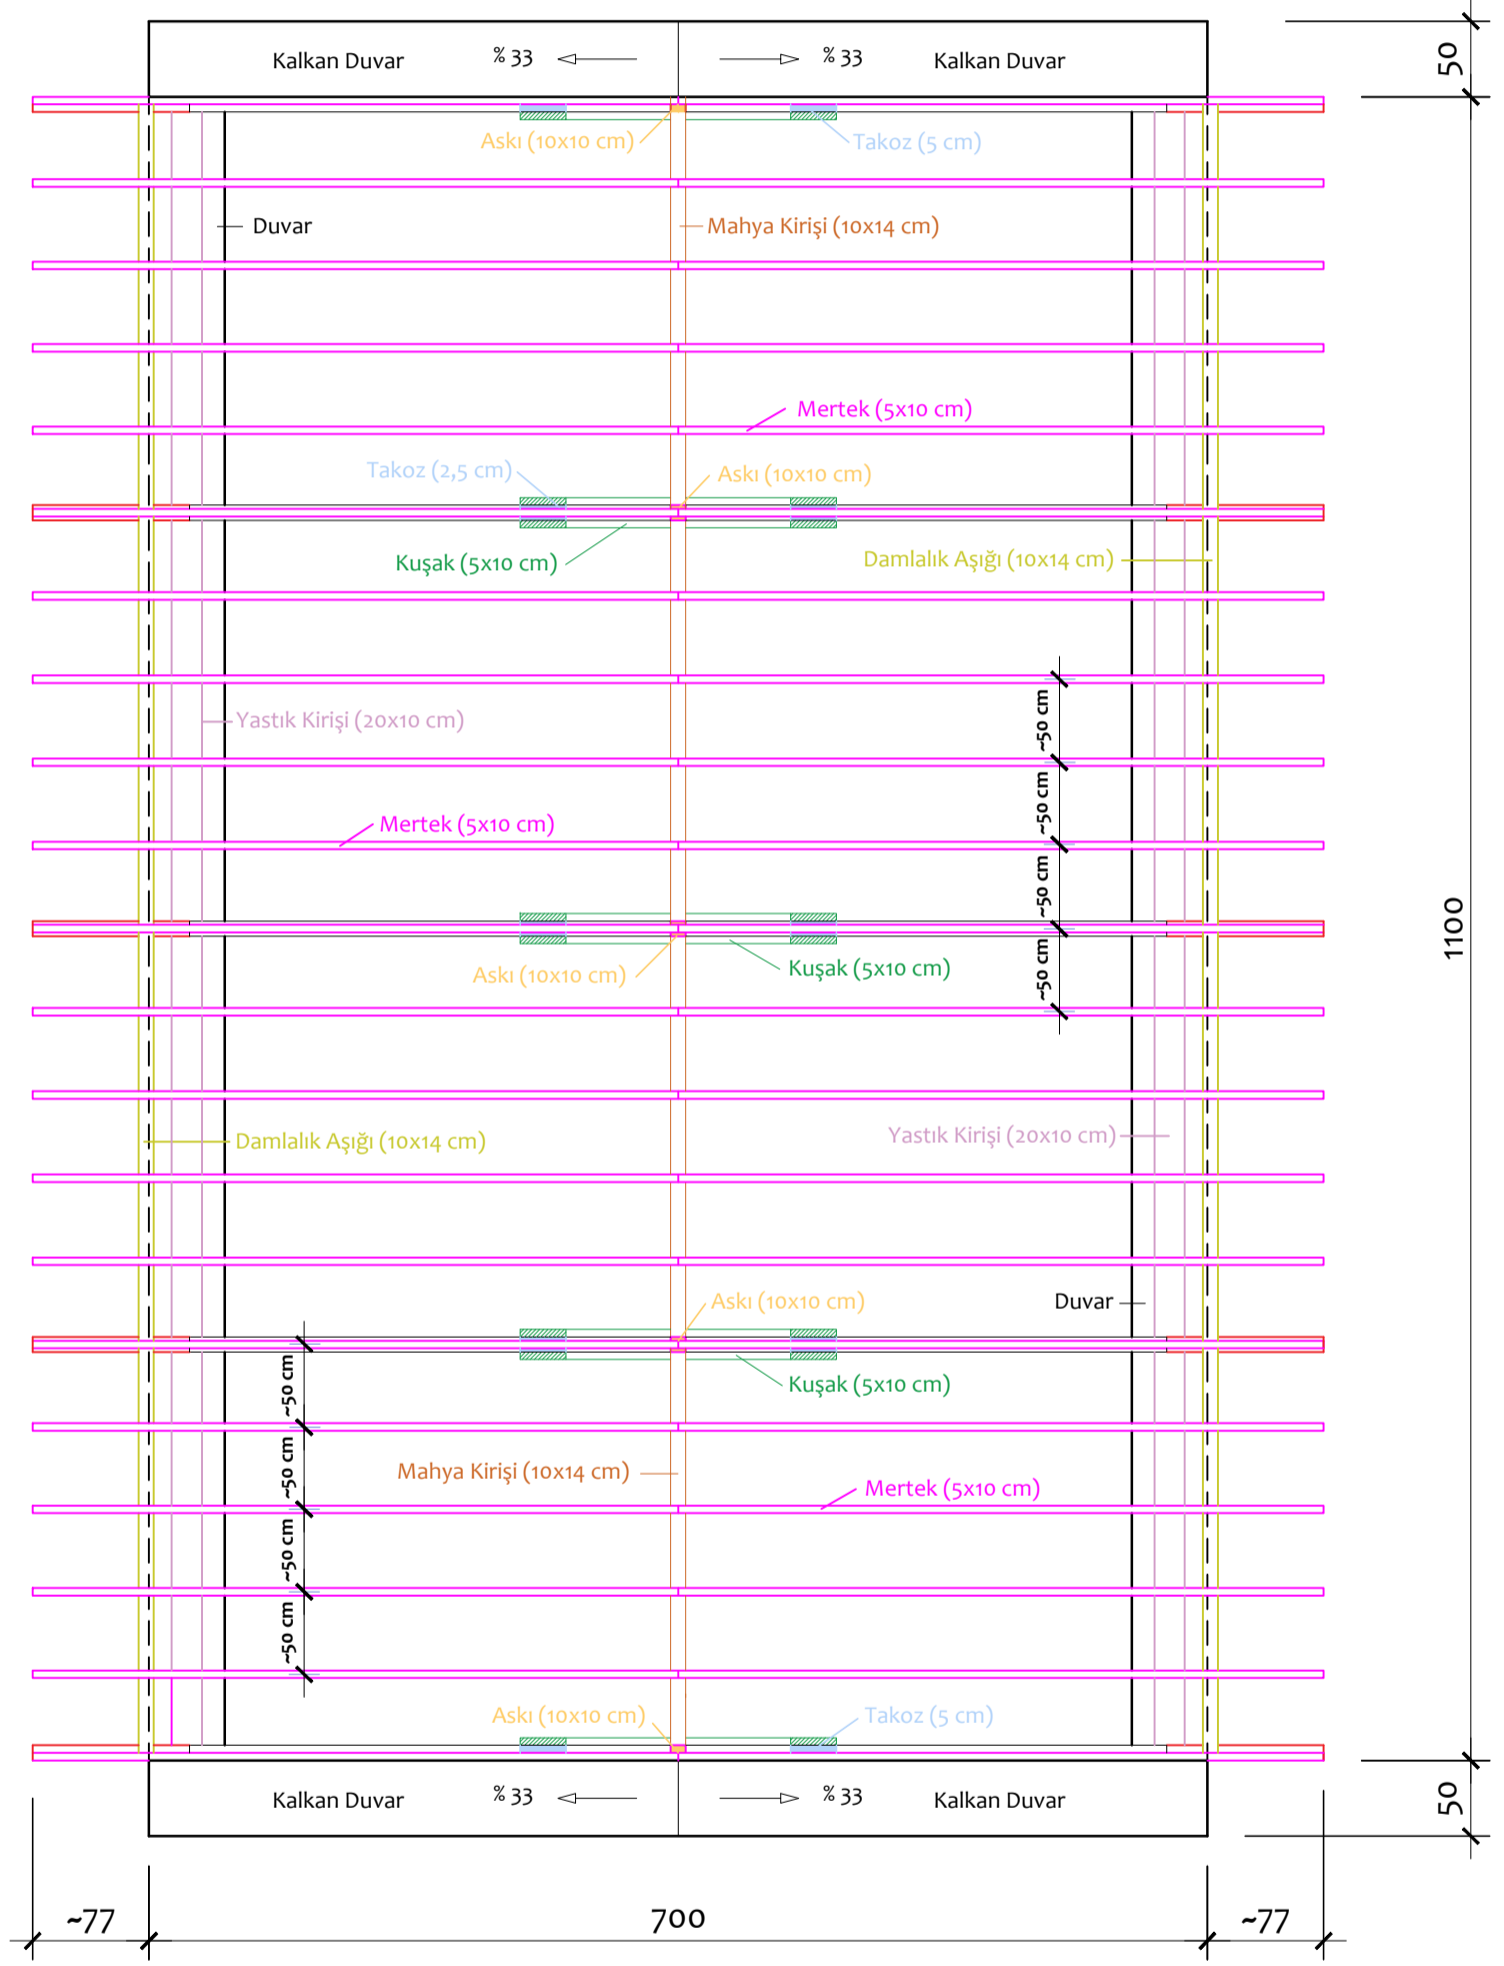 Kalkan Duvar
% 33
% 33
Kalkan Duvar
50
Askı (10x10 cm)
Takoz (5 cm)
Duvar
Mahya Kirişi (10x14 cm)
Mertek (5x10 cm)
Takoz (2,5 cm)
Askı (10x10 cm)
Kuşak (5x10 cm)
Damlalık Aşığı (10x14 cm)
Yastık Kirişi (20x10 cm)
~50 cm
~50 cm
~50 cm
~50 cm
Mertek (5x10 cm)
1100
Askı (10x10 cm)
Kuşak (5x10 cm)
Damlalık Aşığı (10x14 cm)
Yastık Kirişi (20x10 cm)
Askı (10x10 cm)
Duvar
Kuşak (5x10 cm)
~50 cm
~50 cm
~50 cm
~50 cm
Mahya Kirişi (10x14 cm)
Mertek (5x10 cm)
Askı (10x10 cm)
Takoz (5 cm)
Kalkan Duvar
% 33
% 33
Kalkan Duvar
50
~77
700
~77